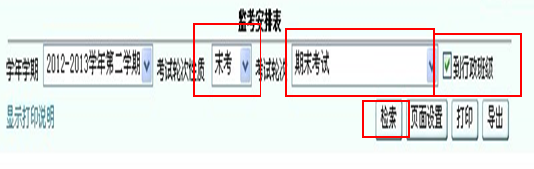 监考安排表
学年学期 2012-2013学年第二学期 考试轮次性质 末考 考试轮次 期末考试 到行政班级
显示打印说明 检索 页面设置 打印 导出